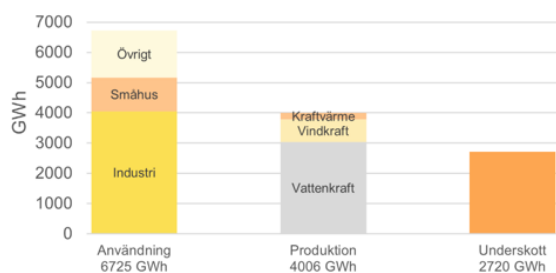 GWh
7000
6000
5000
4000
3000
2000
1000
0
Övrigt
Småhus
Industri
Kraftvärme
Vindkraft
Vattenkraft
Användning
6725 GWh
Produktion
4006 GWh
Underskott
2720 GWh